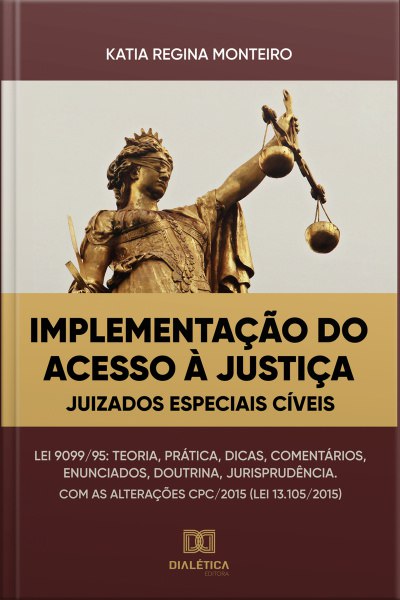 KATIA REGINA MONTEIRO
IMPLEMENTAÇÃO DO
ACESSO À JUSTIÇA
JUIZADOS ESPECIAIS CÍVEIS
LEI 9099/95: TEORIA, PRÁTICA, DICAS, COMENTÁRIOS,
ENUNCIADOS, DOUTRINA, JURISPRUDÊNCIA.
COM AS ALTERAÇÕES CPC/2015 (LEI 13.105/2015)
DIALÉTICA
EDITORA